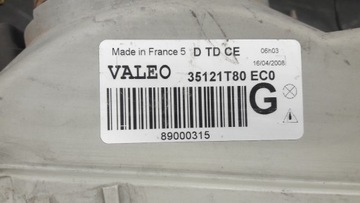 Made in France 5 D TD CE 06h03
16/04/2008
VALEO 35121T80 EC0
G
89000315